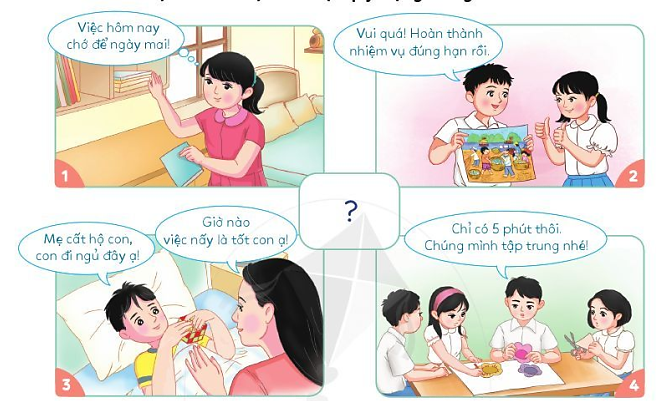 Việc hôm nay
chớ để ngày mai!
Vui quá! Hoàn thành
nhiệm vụ đúng hạn rồi.
1
2
?
Mẹ cất hộ con,
con đi ngủ đây ạ!
Giờ nào
việc nấy là tốt con ạ!
Chỉ có 5 phút thôi.
Chúng mình tập trung nhé!
3
4